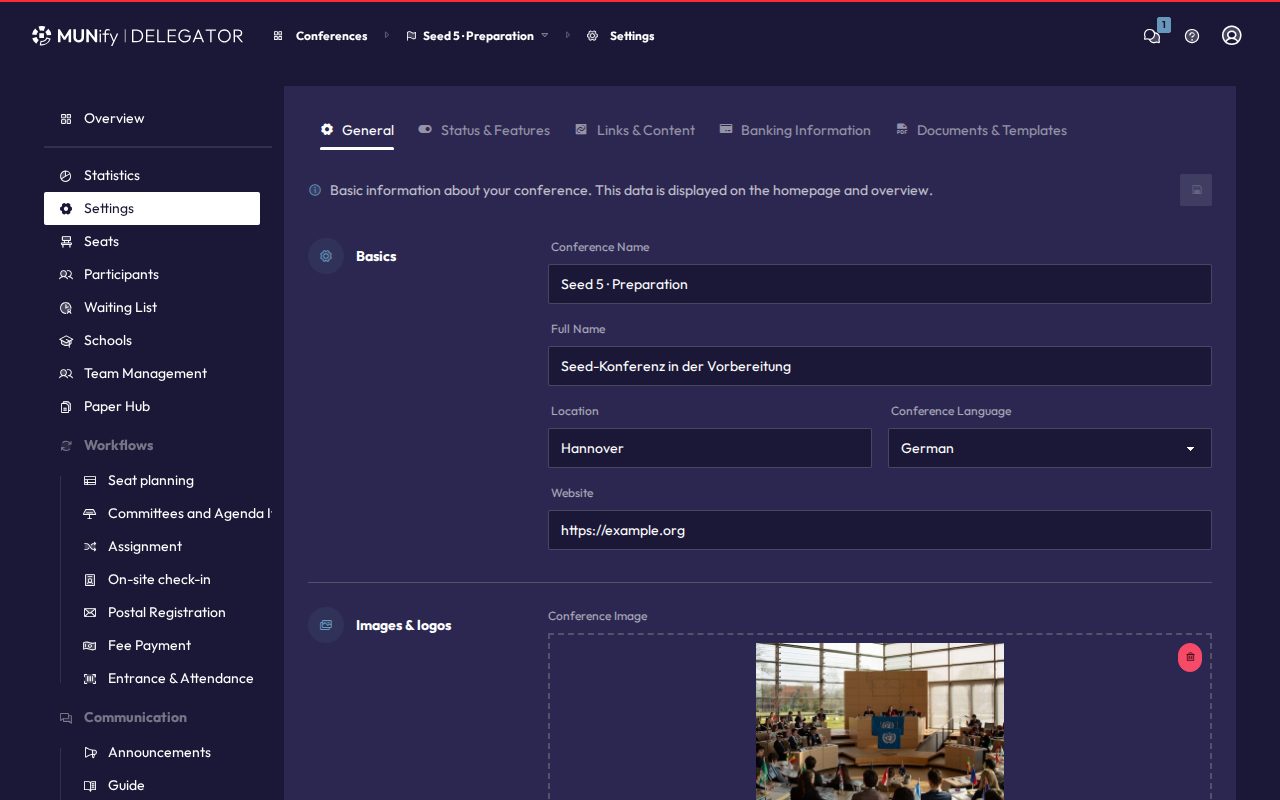 MUNify | DELEGATOR
Conferences
Seed 5 · Preparation
Settings
1
Overview
Statistics
Settings
Seats
Participants
Waiting List
Schools
Team Management
Paper Hub
Workflows
Seat planning
Committees and Agenda I
Assignment
On-site check-in
Postal Registration
Fee Payment
Entrance & Attendance
Communication
Announcements
Guide
General
Status & Features
Links & Content
Banking Information
Documents & Templates
Basic information about your conference. This data is displayed on the homepage and overview.
Basics
Conference Name
Seed 5 · Preparation
Full Name
Seed-Konferenz in der Vorbereitung
Location
Conference Language
Hannover
German
Website
https://example.org
Images & logos
Conference Image